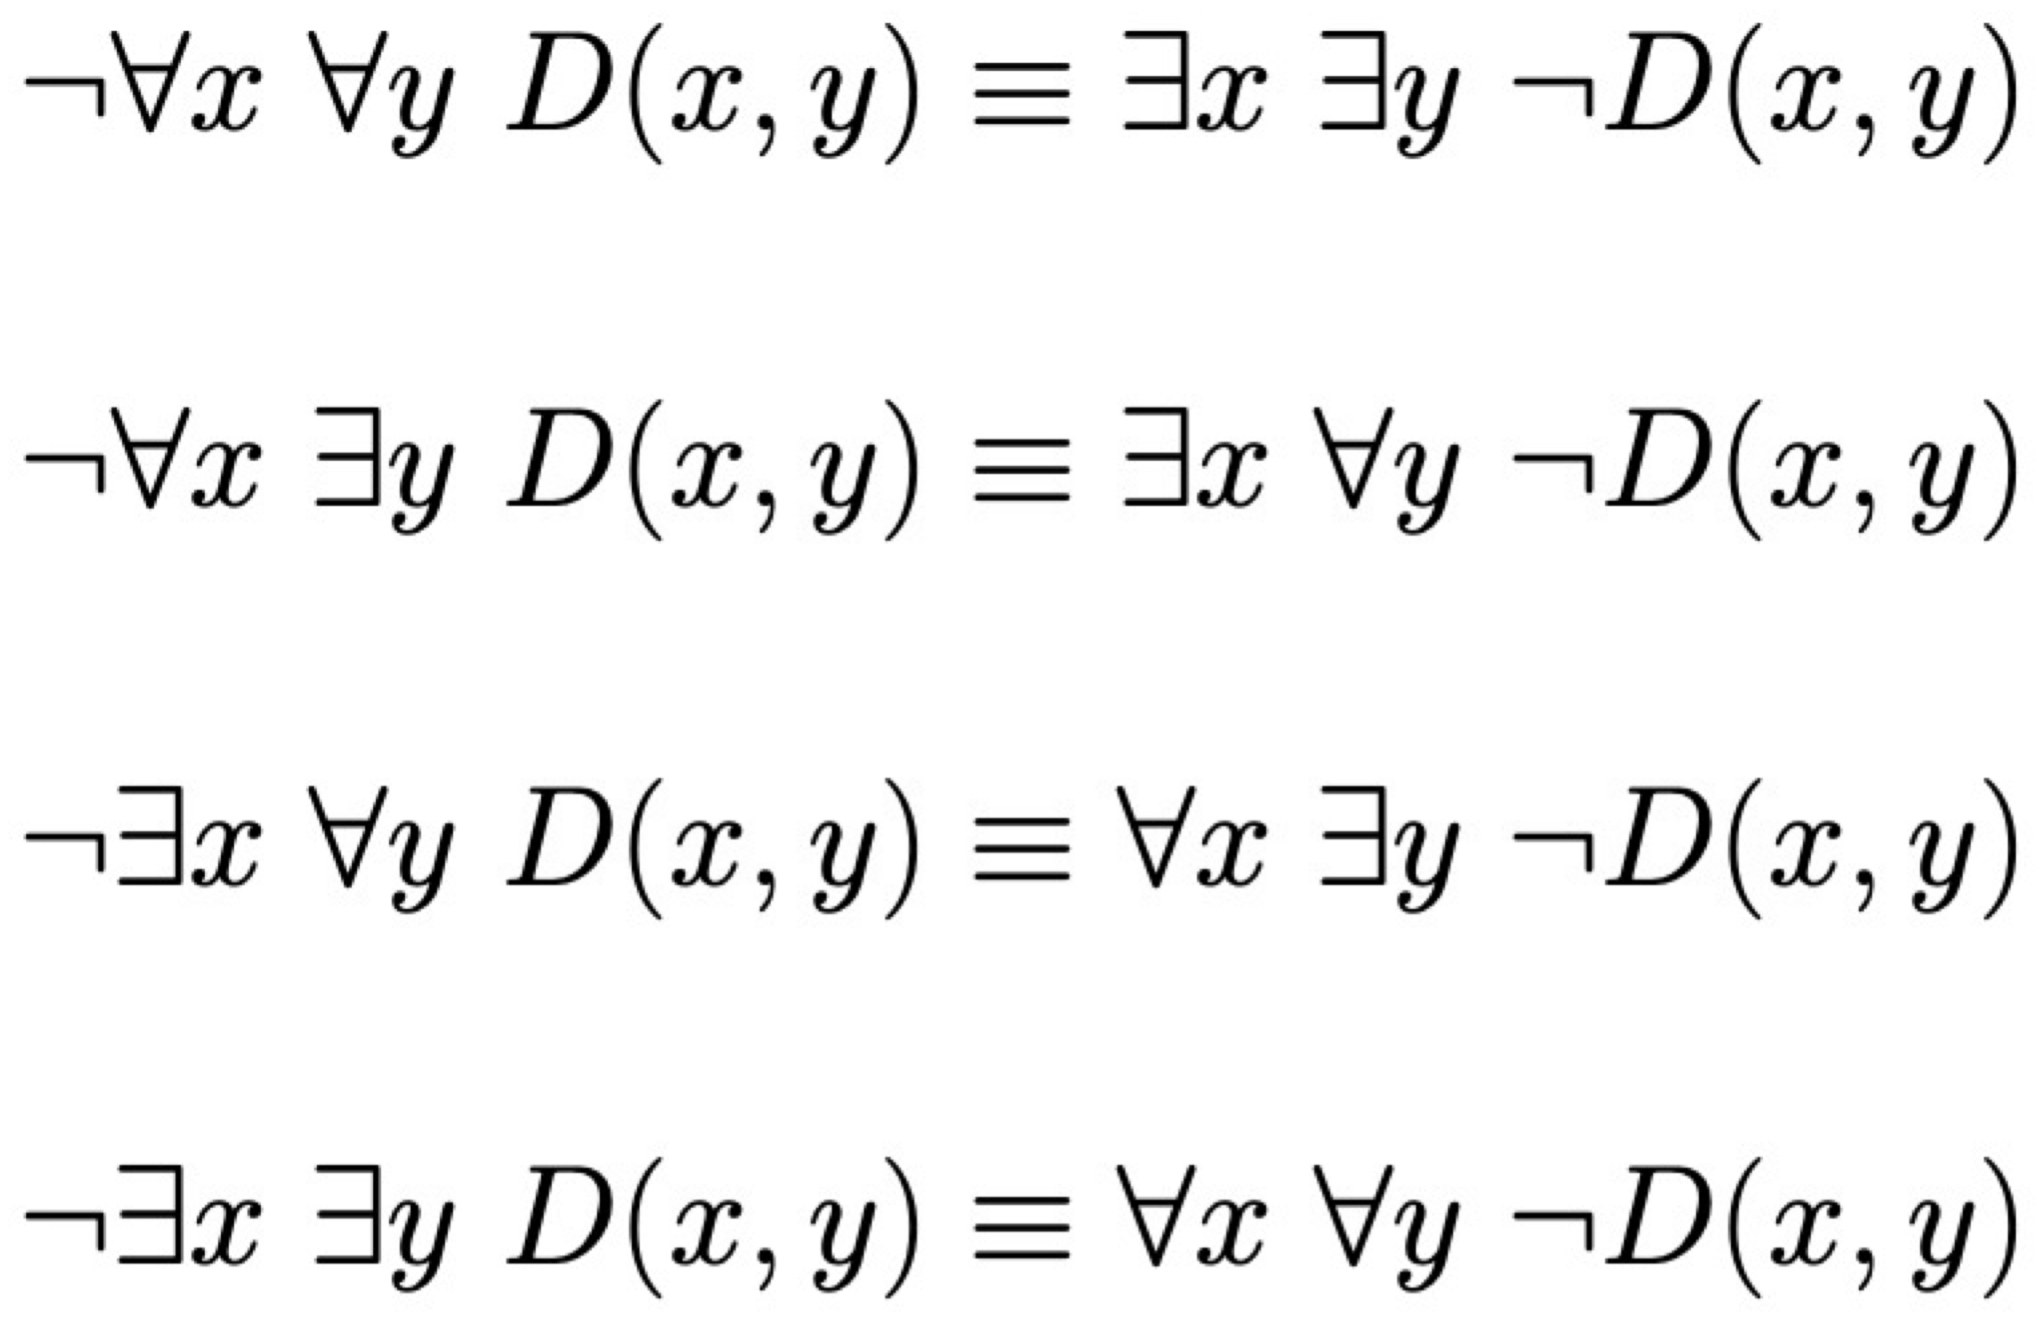 ¬∀x ∀y D(x, y) ≡ ∃x ∃y ¬D(x, y)
¬∀x ∃y D(x, y) ≡ ∃x ∀y ¬D(x, y)
¬∃x ∀y D(x, y) ≡ ∀x ∃y ¬D(x, y)
¬∃x ∃y D(x, y) ≡ ∀x ∀y ¬D(x, y)